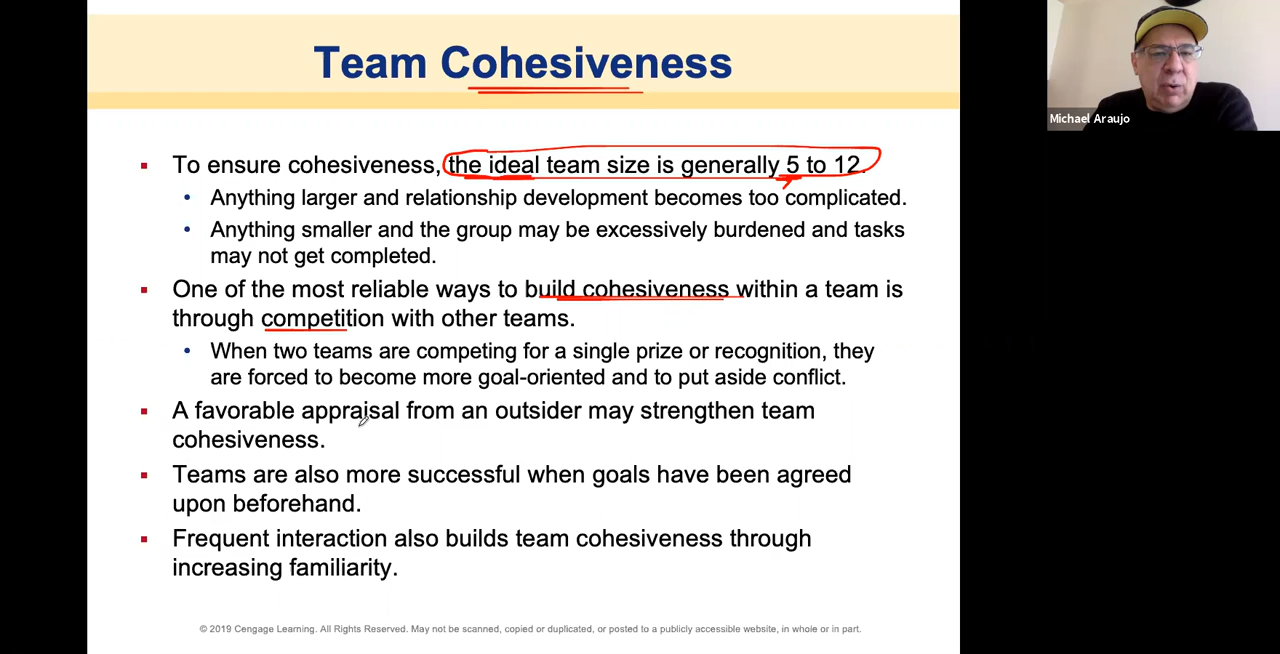 Team Cohesiveness
To ensure cohesiveness, the ideal team size is generally 5 to 12.
Anything larger and relationship development becomes too complicated.
Anything smaller and the group may be excessively burdened and tasks
may not get completed.
One of the most reliable ways to build cohesiveness within a team is
through competition with other teams.
When two teams are competing for a single prize or recognition, they
are forced to become more goal-oriented and to put aside conflict.
A favorable appraisal from an outsider may strengthen team
cohesiveness.
Teams are also more successful when goals have been agreed
upon beforehand.
Frequent interaction also builds team cohesiveness through
increasing familiarity.
© 2019 Cengage Learning. All Rights Reserved. May not be scanned, copied or duplicated, or posted to a publicly accessible website, in whole or in part.
Michael Araujo